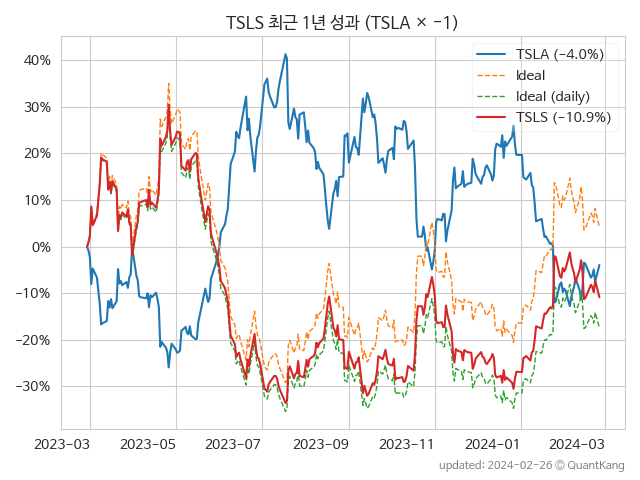 TSLS 최근 1년 성과 (TSLA × −1)
TSLA (−4.0%)
Ideal
Ideal (daily)
TSLS (−10.9%)
40%
30%
20%
10%
0%
−10%
−20%
−30%
2023-03 2023-05 2023-07 2023-09 2023-11 2024-01 2024-03
updated: 2024-02-26 © QuantKang